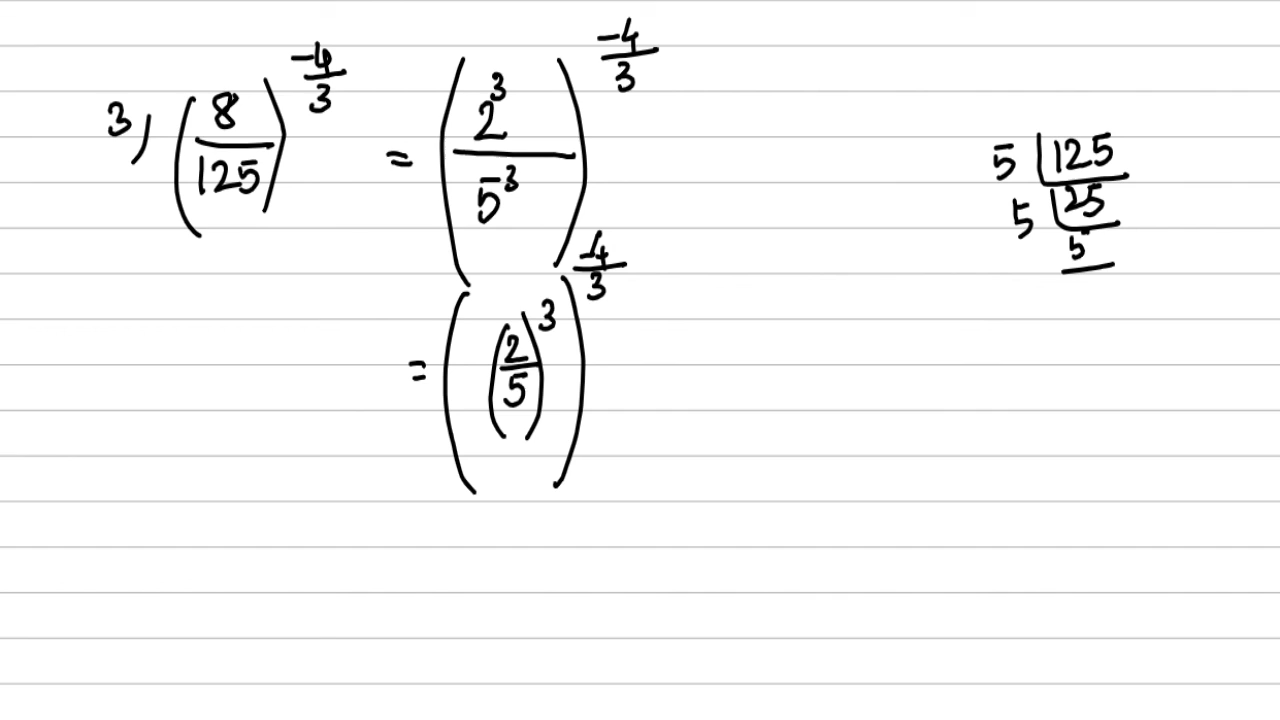 3) (8/125)^(-4/3) = (2^3/5^3)^(-4/3)
= ((2/5)^3)^(-4/3)
5 | 125
5 | 25
5